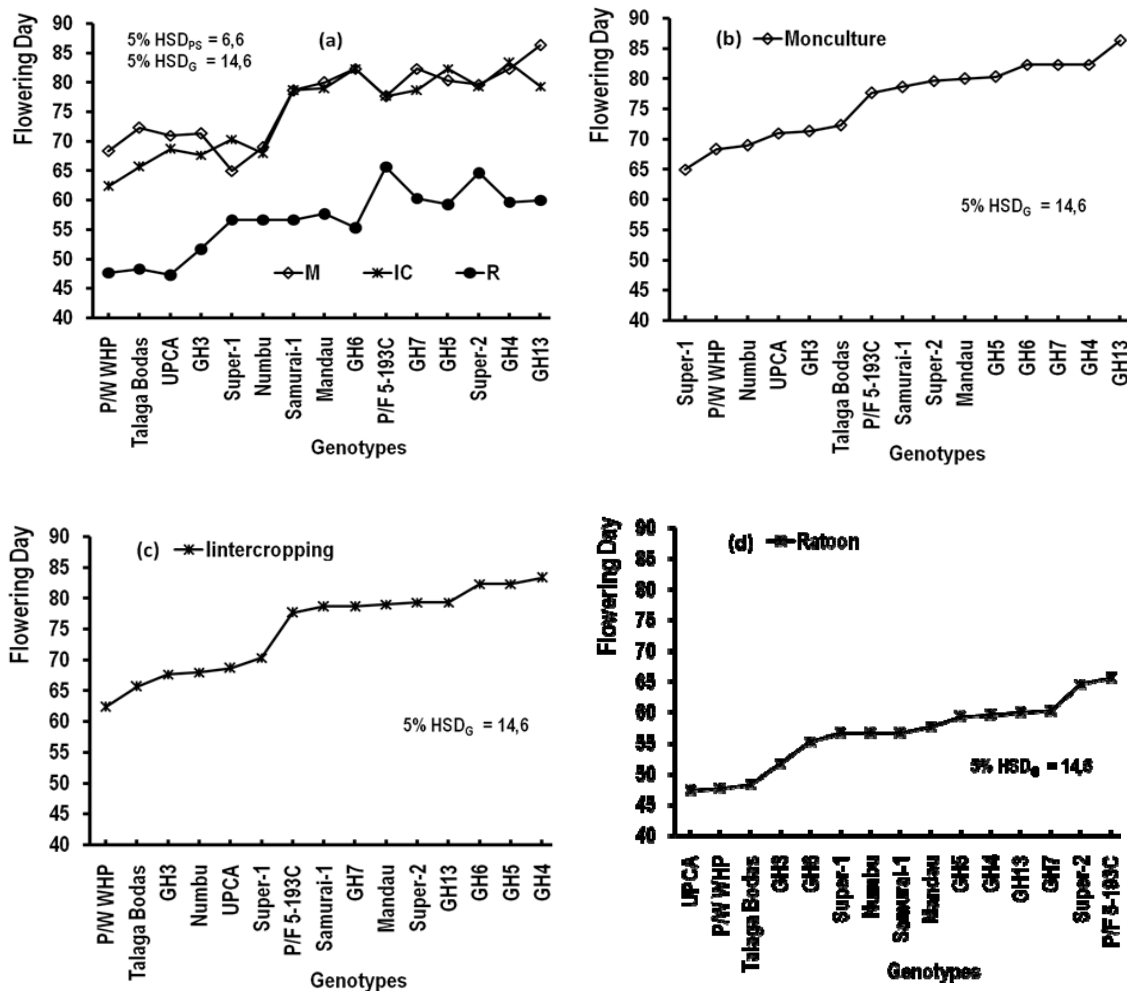 Flowering Day
90
85
80
75
70
65
60
55
50
45
40
5% HSDPS = 6,6
5% HSDG = 14,6
(a)
M
IC
R
P/W WHP
Talaga Bodas
UPCA
GH3
Super-1
Numbu
Samurai-1
Mandau
GH6
P/F 5-193C
GH7
GH5
Super-2
GH4
GH13
Genotypes
Flowering Day
90
85
80
75
70
65
60
55
50
45
40
(b)
Monculture
5% HSDG = 14,6
Super-1
P/W WHP
Numbu
UPCA
GH3
Talaga Bodas
P/F 5-193C
Samurai-1
Super-2
Mandau
GH5
GH6
GH7
GH4
GH13
Genotypes
Flowering Day
90
85
80
75
70
65
60
55
50
45
40
(c)
Iintercropping
5% HSDG = 14,6
P/W WHP
Talaga Bodas
GH3
Numbu
UPCA
Super-1
P/F 5-193C
Samurai-1
GH7
Mandau
Super-2
GH13
GH6
GH5
GH4
Genotypes
Flowering Day
90
85
80
75
70
65
60
55
50
45
40
(d)
Ratoon
5% HSDG = 14,6
UPCA
P/W WHP
Talaga Bodas
GH3
GH6
Super-1
Numbu
Samurai-1
Mandau
GH5
GH4
GH13
GH7
Super-2
P/F 5-193C
Genotypes